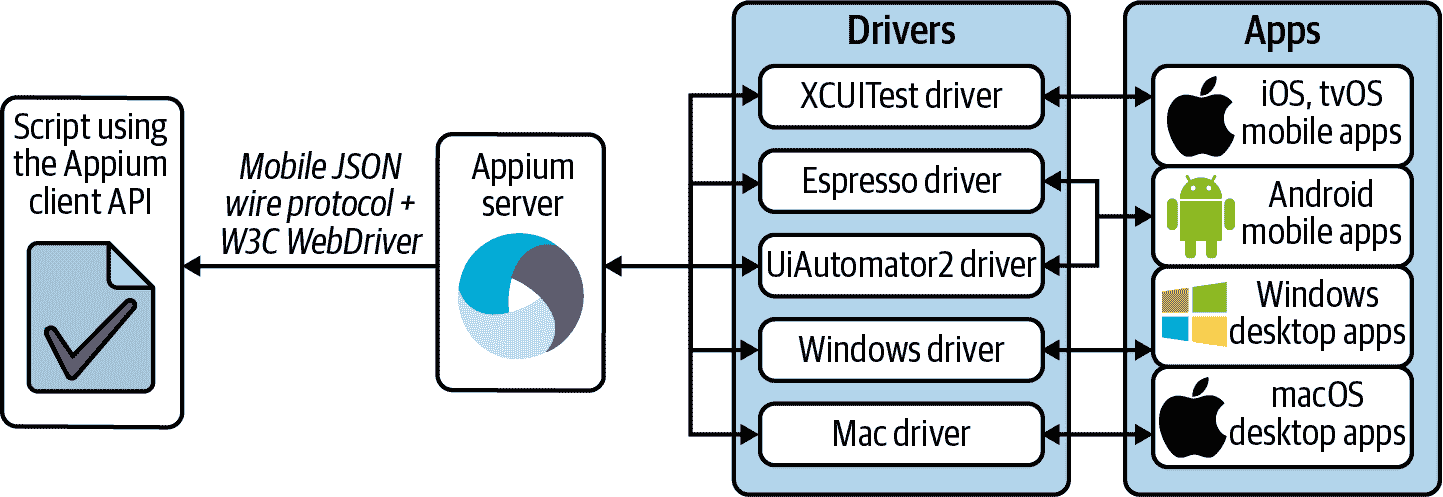 Script using
the Appium
client API
Mobile JSON
wire protocol +
W3C WebDriver
Appium
server
Drivers
XCUITest driver
Espresso driver
UiAutomator2 driver
Windows driver
Mac driver
Apps
iOS, tvOS
mobile apps
Android
mobile apps
Windows
desktop apps
macOS
desktop apps